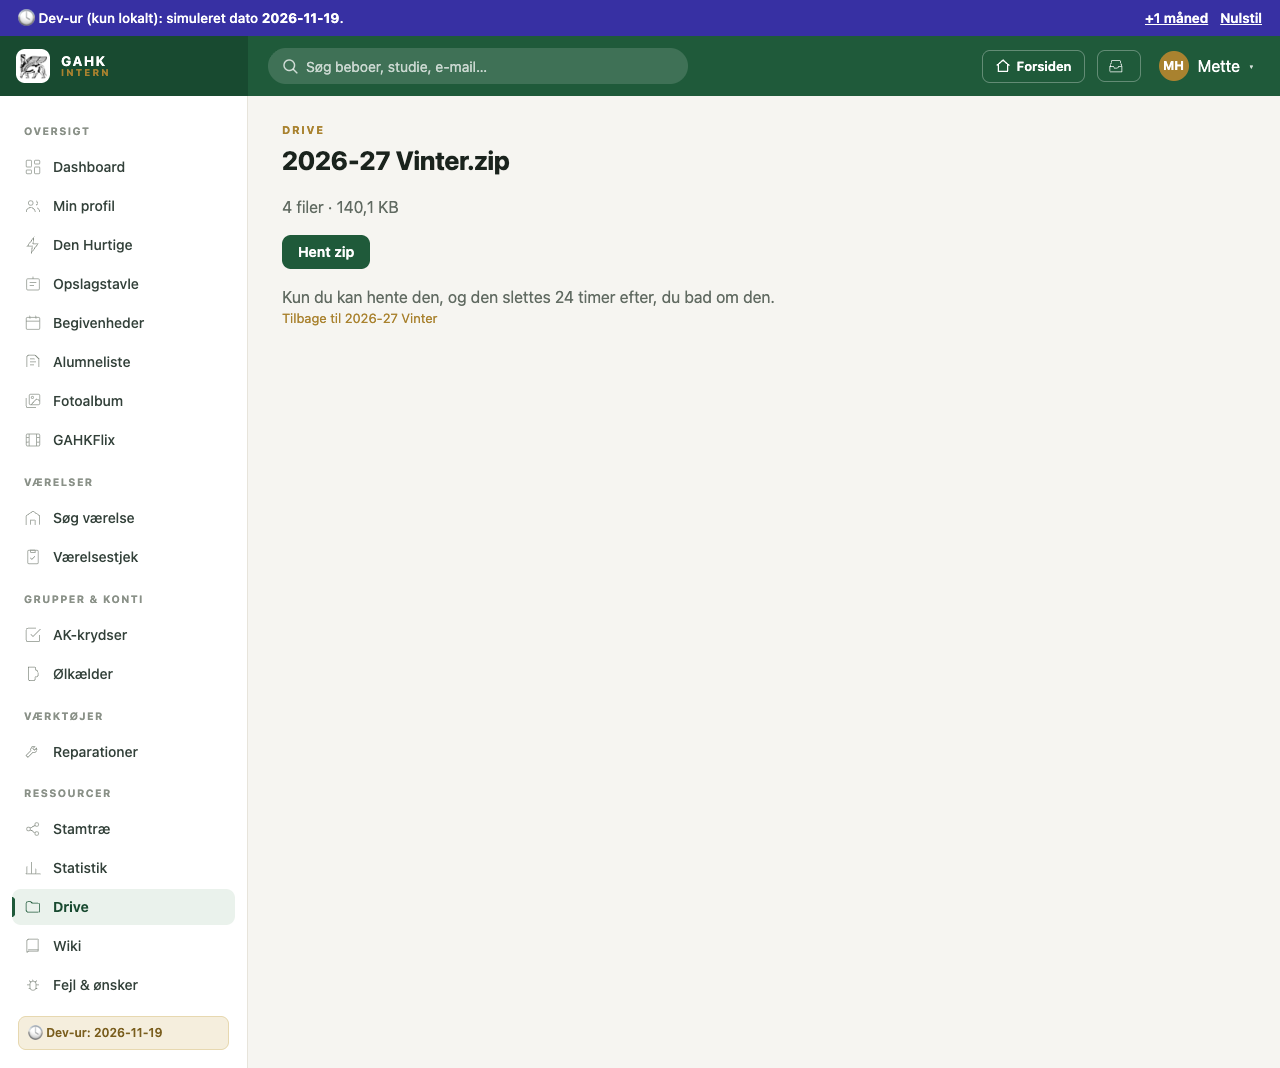 Dev-ur (kun lokalt): simuleret dato 2026-11-19.
+1 måned Nulstil
GAHK
INTERN
Søg beboer, studie, e-mail...
Forsiden
MH Mette
OVERSIGT
Dashboard
Min profil
Den Hurtige
Opslagstavle
Begivenheder
Alumneliste
Fotoalbum
GAHKFlix
VÆRELSER
Søg værelse
Værelsestjek
GRUPPER & KONTI
AK-krydser
Ølkælder
VÆRKTØJER
Reparationer
RESSOURCER
Stamtræ
Statistik
Drive
Wiki
Fejl & ønsker
Dev-ur: 2026-11-19
DRIVE
2026-27 Vinter.zip
4 filer · 140,1 KB
Hent zip
Kun du kan hente den, og den slettes 24 timer efter, du bad om den.
Tilbage til 2026-27 Vinter